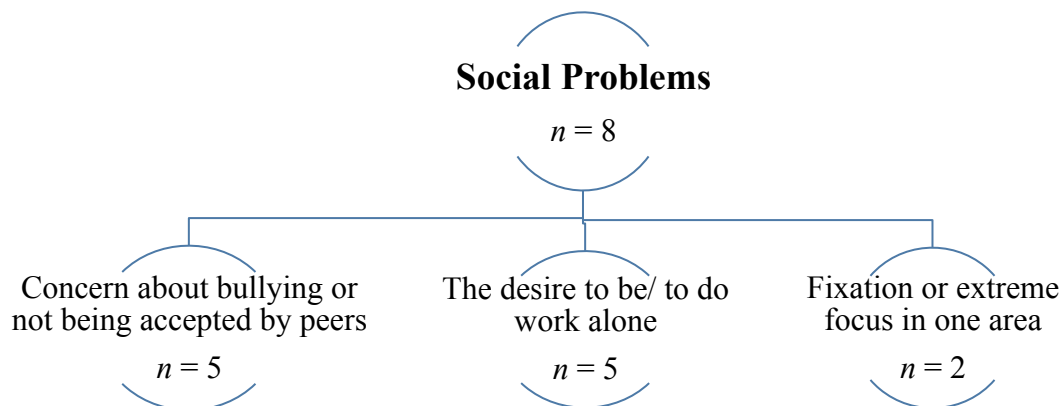 Social Problems
n = 8
Concern about bullying or
not being accepted by peers
n = 5
The desire to be/ to do
work alone
n = 5
Fixation or extreme
focus in one area
n = 2